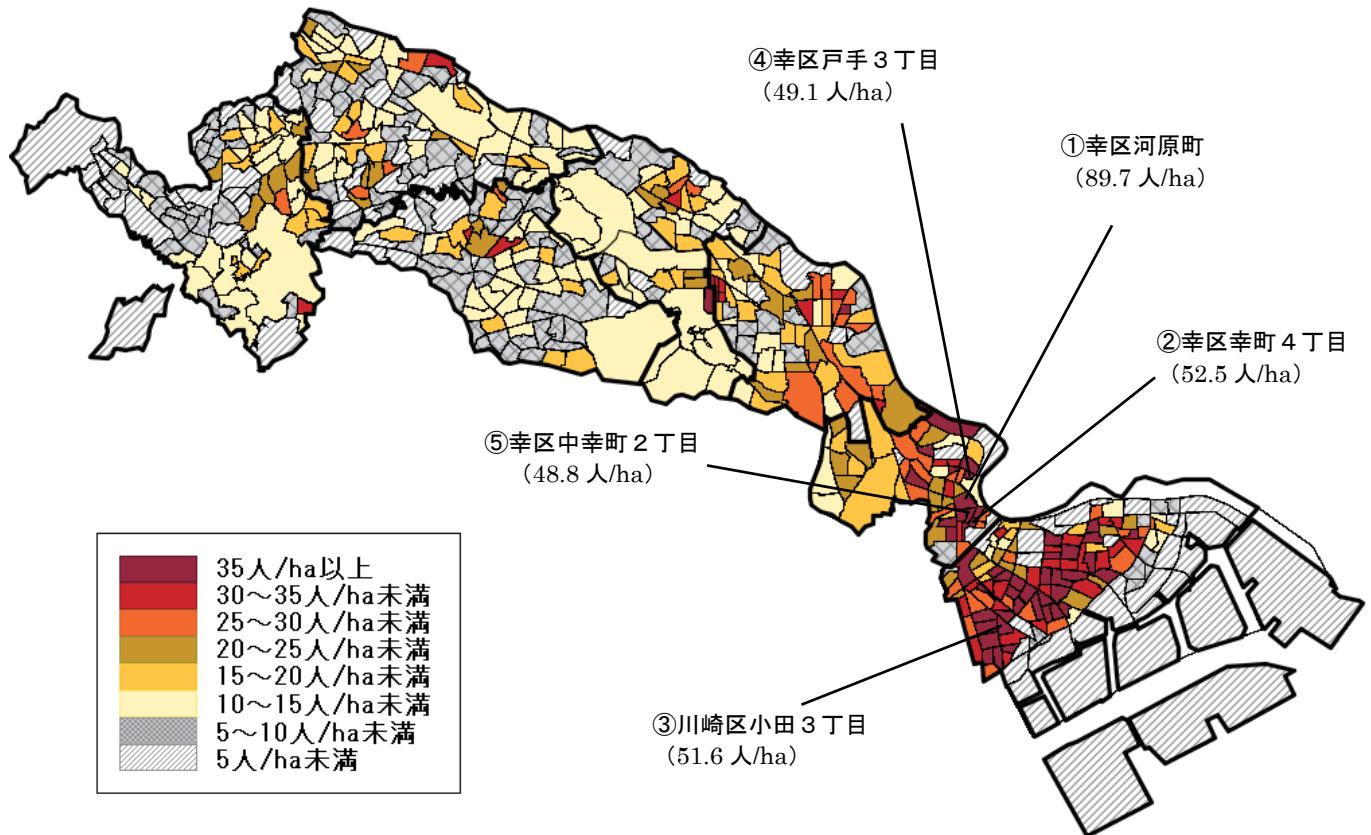 ④幸区戸手３丁目
（49.1 人/ha）
①幸区河原町
（89.7 人/ha）
②幸区幸町４丁目
（52.5 人/ha）
⑤幸区中幸町２丁目
（48.8 人/ha）
③川崎区小田３丁目
（51.6 人/ha）
35人/ha以上
30～35人/ha未満
25～30人/ha未満
20～25人/ha未満
15～20人/ha未満
10～15人/ha未満
5～10人/ha未満
5人/ha未満